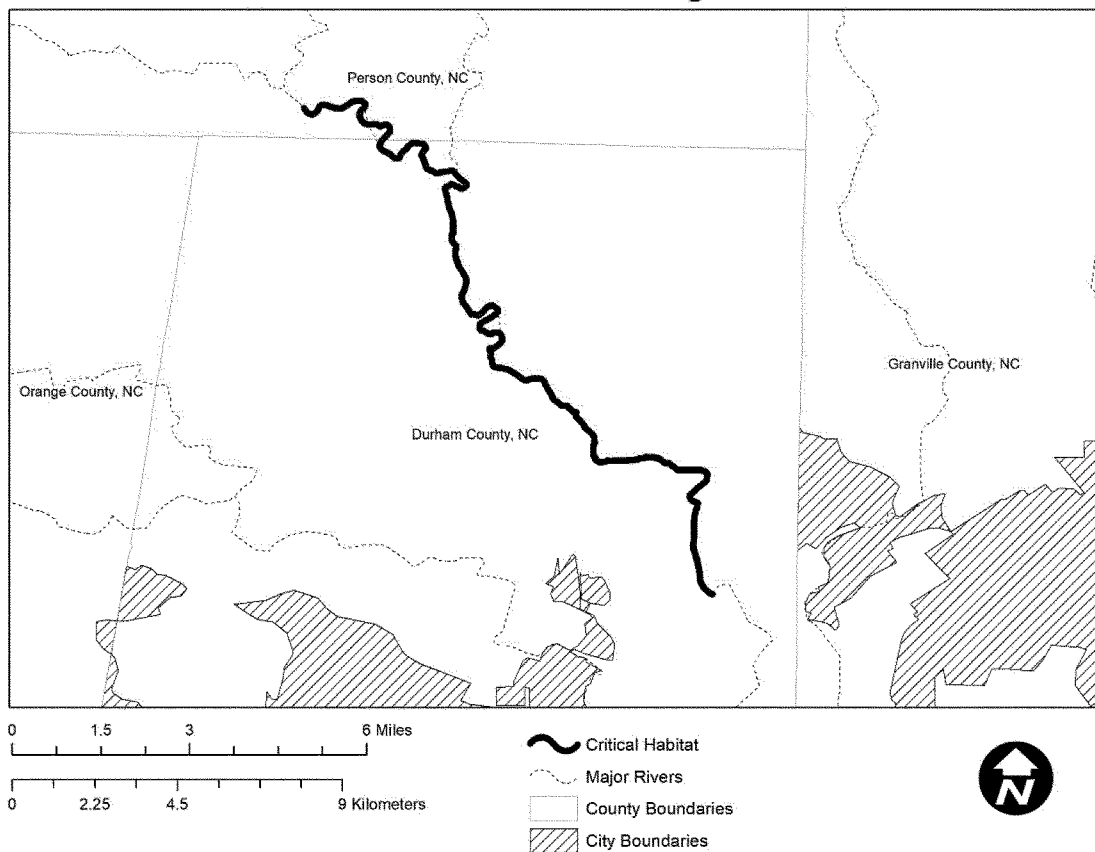 Person County, NC
Granville County, NC
Orange County, NC
Durham County, NC
0 1.5 3 6 Miles
0 2.25 4.5 9 Kilometers
Critical Habitat
Major Rivers
County Boundaries
City Boundaries
N